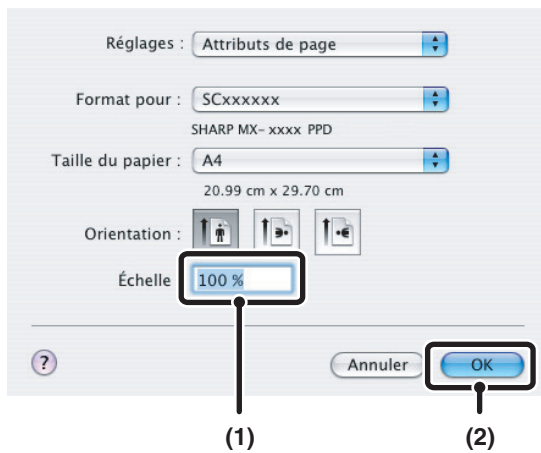 Réglages : Attributs de page
Format pour : SCxxxxxx
SHARP MX- xxxx PPD
Taille du papier : A4
20.99 cm x 29.70 cm
Orientation :
Échelle 100 %
? Annuler OK
(1) (2)